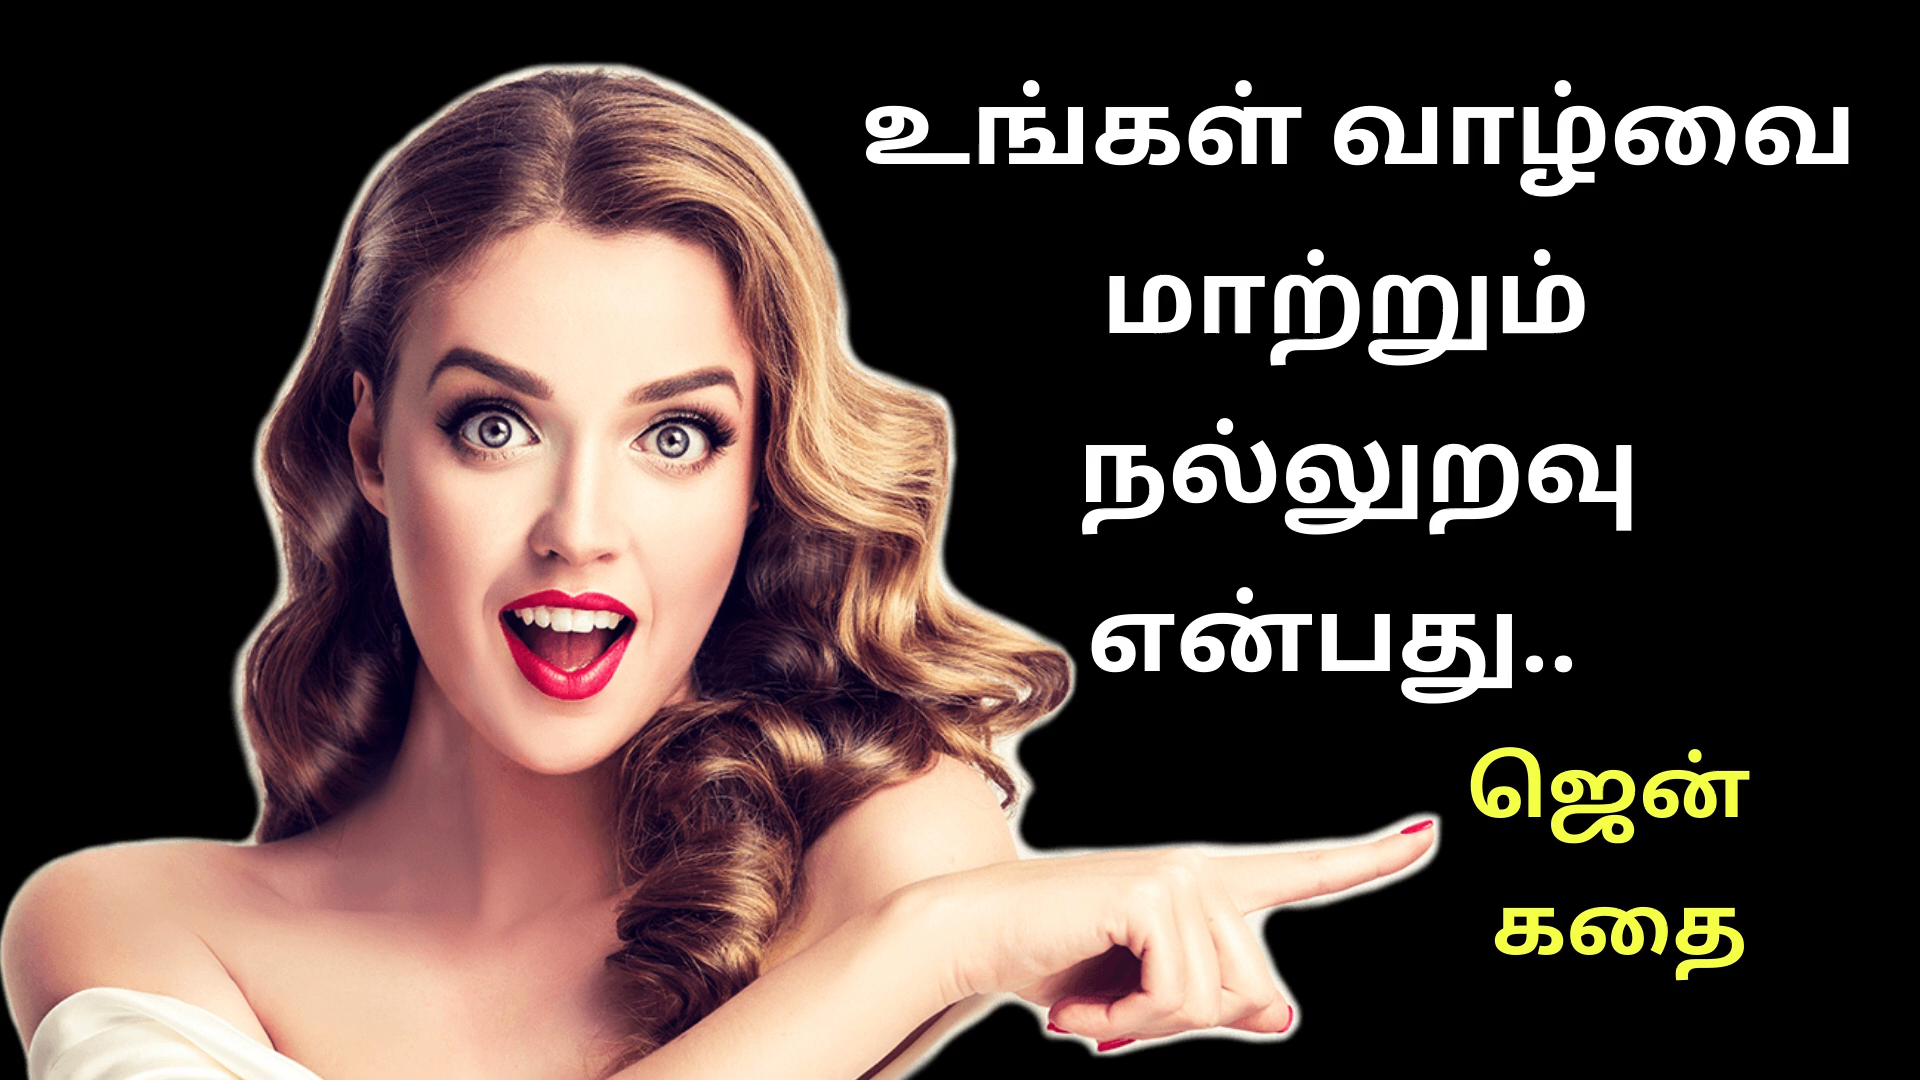 உங்கள் வாழ்வை
மாற்றும்
நல்லுறவு
என்பது..
ஜென்
கதை